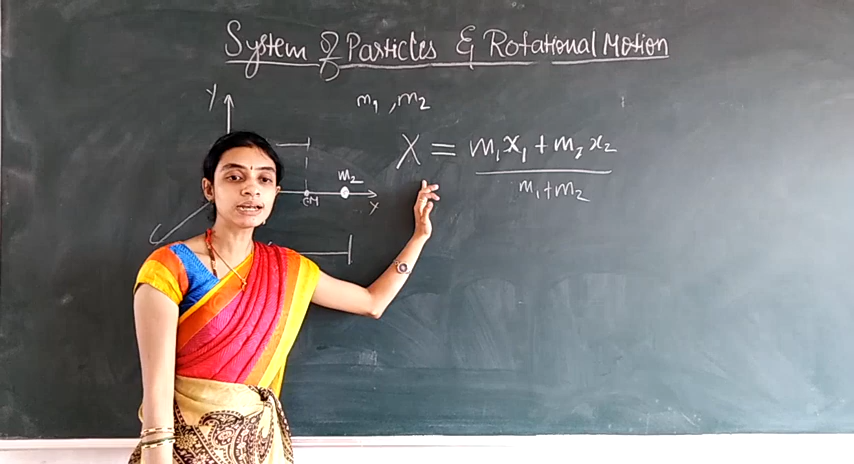 System of Particles & Rotational Motion
m₁, m₂
Y
X = m₁x₁ + m₂x₂
m₁+m₂
m₂
CM
X